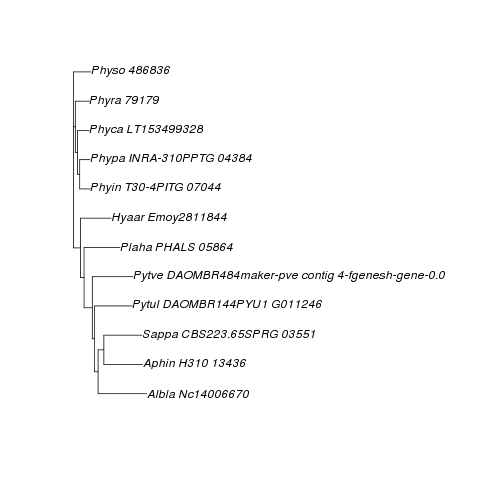 Physo 486836
Phyra 79179
Phyca LT153499328
Phypa INRA-310PPTG 04384
Phyin T30-4PITG 07044
Hyaar Emoy2811844
Plaha PHALS 05864
Pytve DAOMBR484maker-pve contig 4-fgenesh-gene-0.0
Pytul DAOMBR144PYU1 G011246
Sappa CBS223.65SPRG 03551
Aphin H310 13436
Albla Nc14006670